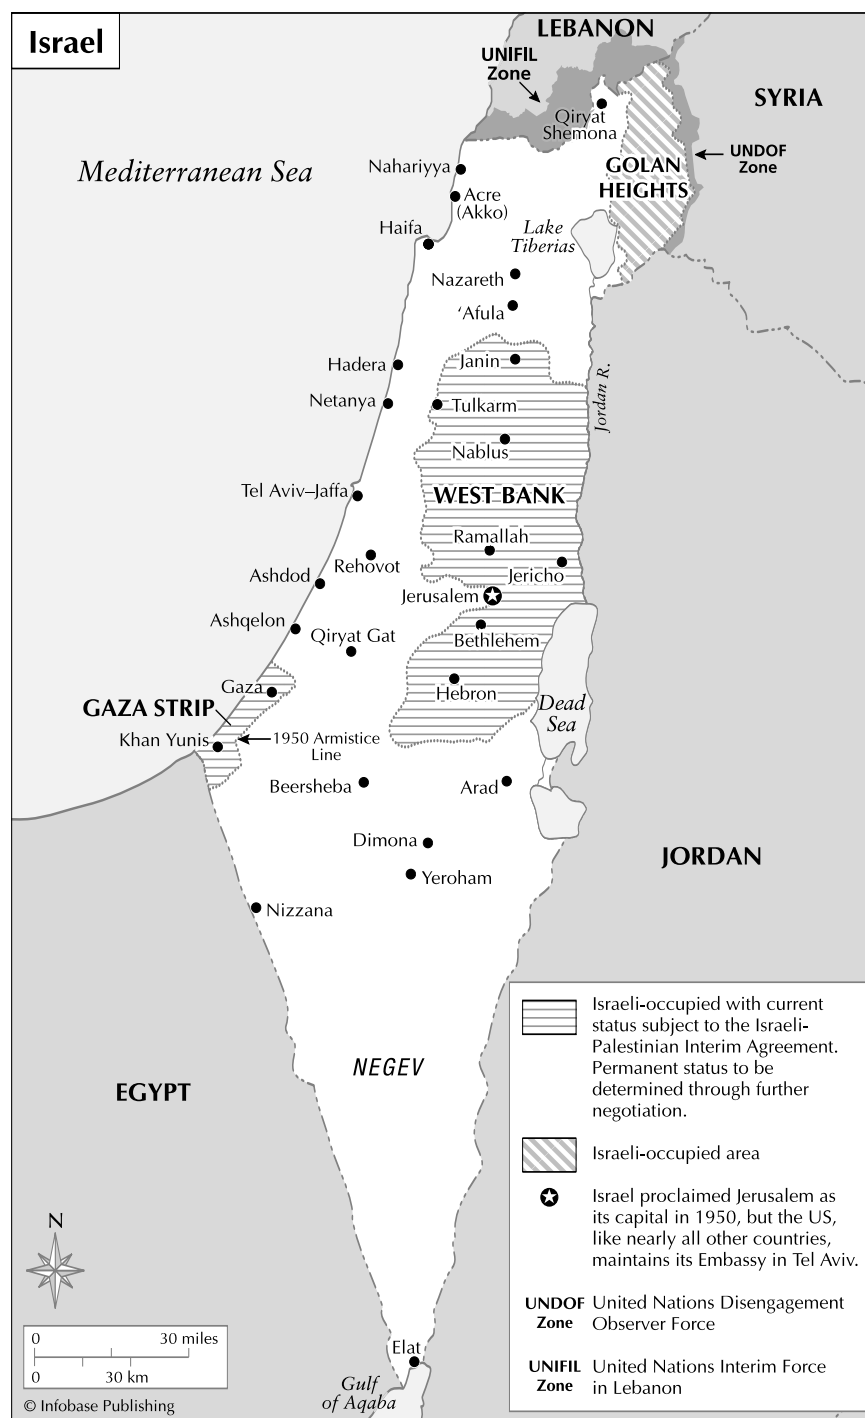 Israel
LEBANON
UNIFIL
Zone
SYRIA
Qiryat
Shemona
Mediterranean Sea
Nahariyya
GOLAN
HEIGHTS
UNDOF
Zone
Acre
(Akko)
Haifa
Lake
Tiberias
Nazareth
‘Afula
Janin
Hadera
Jordan R.
Netanya
Tulkarm
Nablus
Tel Aviv–Jaffa
WEST BANK
Ramallah
Rehovot
Jericho
Ashdod
Jerusalem
Ashqelon
Qiryat Gat
Bethlehem
Gaza
Hebron
Dead
Sea
GAZA STRIP
Khan Yunis
1950 Armistice
Line
Beersheba
Arad
Dimona
JORDAN
Yeroham
Nizzana
NEGEV
EGYPT
Israeli-occupied with current
status subject to the Israeli-
Palestinian Interim Agreement.
Permanent status to be
determined through further
negotiation.
Israeli-occupied area
Israel proclaimed Jerusalem as
its capital in 1950, but the US,
like nearly all other countries,
maintains its Embassy in Tel Aviv.
UNDOF
Zone
United Nations Disengagement
Observer Force
UNIFIL
Zone
United Nations Interim Force
in Lebanon
N
0 30 miles
0 30 km
Elat
Gulf
of Aqaba
© Infobase Publishing